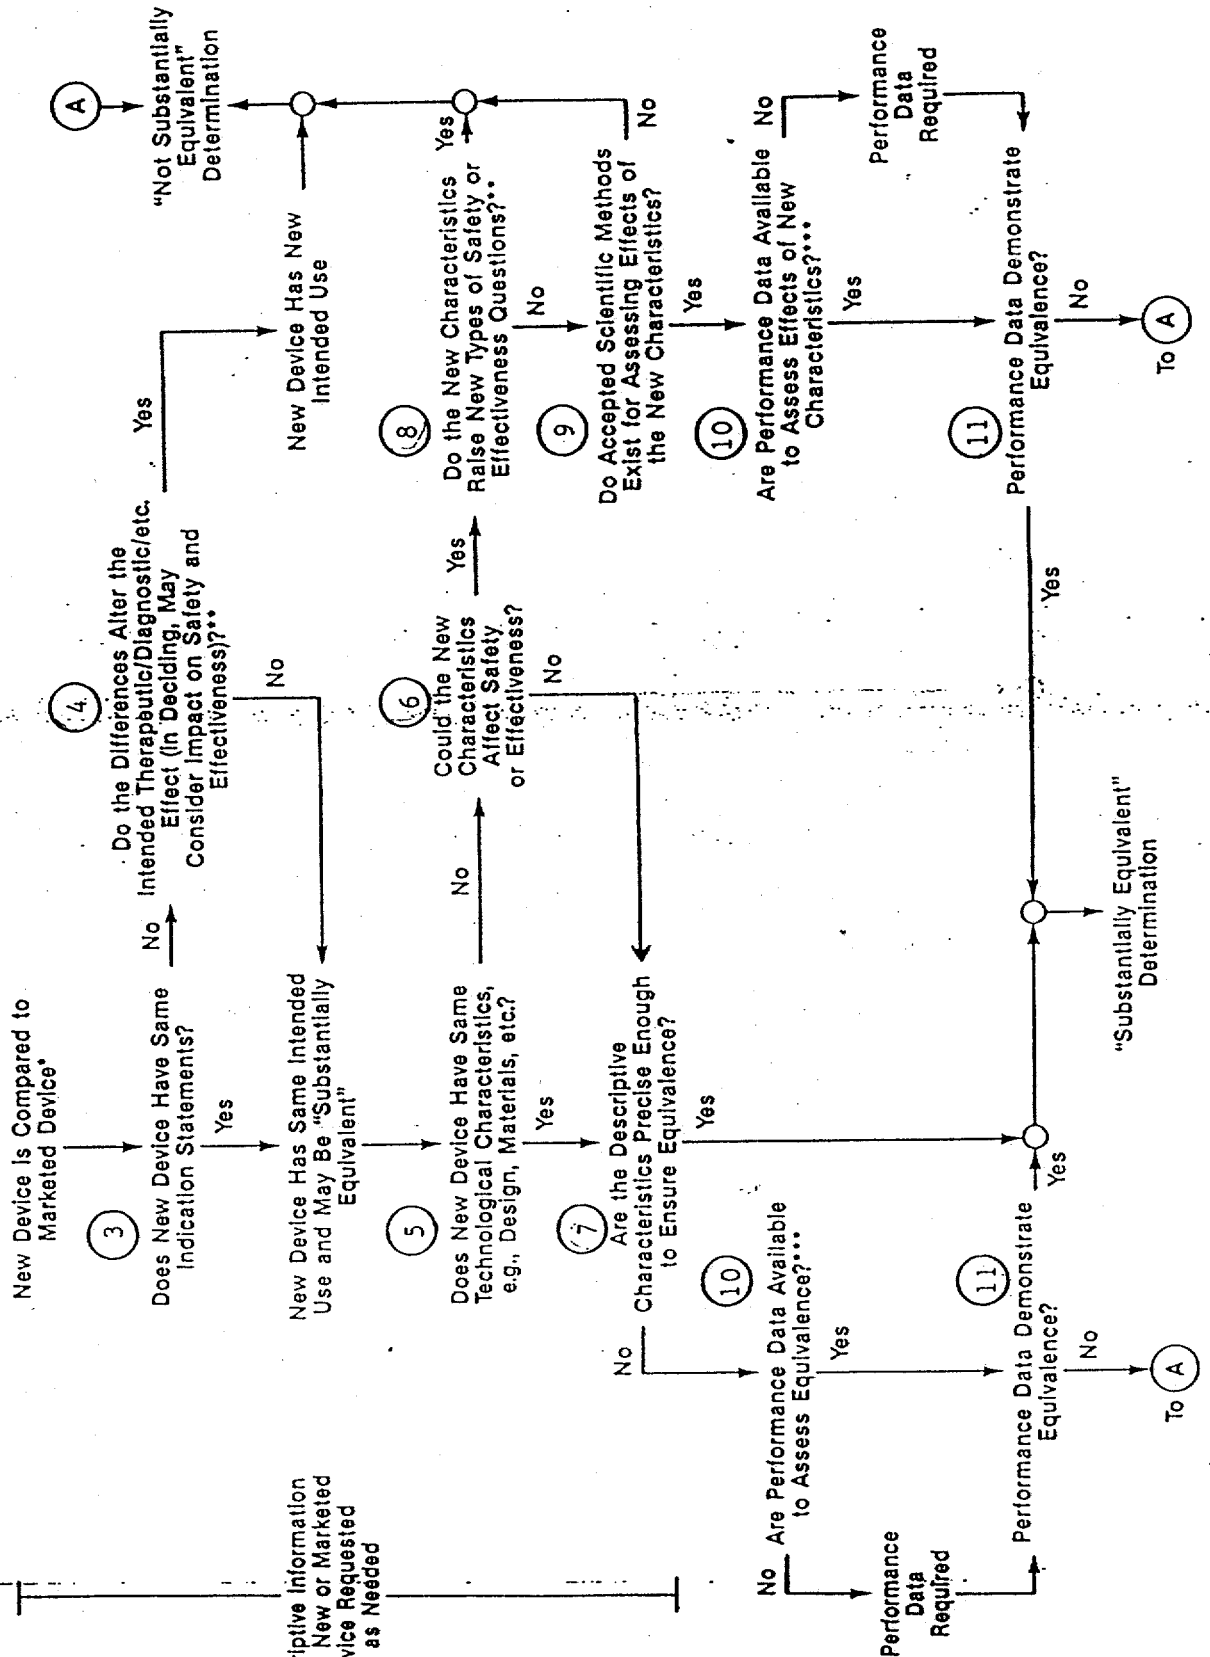 New Device Is Compared to
Marketed Device*
3
Does New Device Have Same
Indication Statements?
No
Yes
4
Do the Differences Alter the
Intended Therapeutic/Diagnostic/etc.
Effect (in Deciding, May
Consider Impact on Safety and
Effectiveness)?**
Yes
No
A
"Not Substantially
Equivalent"
Determination
New Device Has New
Intended Use
New Device Has Same Intended
Use and May Be "Substantially
Equivalent"
5
Does New Device Have Same
Technological Characteristics,
e.g., Design, Materials, etc.?
No
Yes
6
Could the New
Characteristics
Affect Safety
or Effectiveness?
Yes
No
8
Do the New Characteristics
Raise New Types of Safety or
Effectiveness Questions?**
Yes
No
9
Do Accepted Scientific Methods
Exist for Assessing Effects of
the New Characteristics?
No
Yes
7
Are the Descriptive
Characteristics Precise Enough
to Ensure Equivalence?
No
Yes
10
Are Performance Data Available
to Assess Effects of New
Characteristics?***
No
Yes
Performance
Data
Required
10
Are Performance Data Available
to Assess Equivalence?***
No
Yes
Performance
Data
Required
11
Performance Data Demonstrate
Equivalence?
Yes
No
To A
11
Performance Data Demonstrate
Equivalence?
Yes
No
To A
"Substantially Equivalent"
Determination
Information
New or Marketed
Requested
as Needed